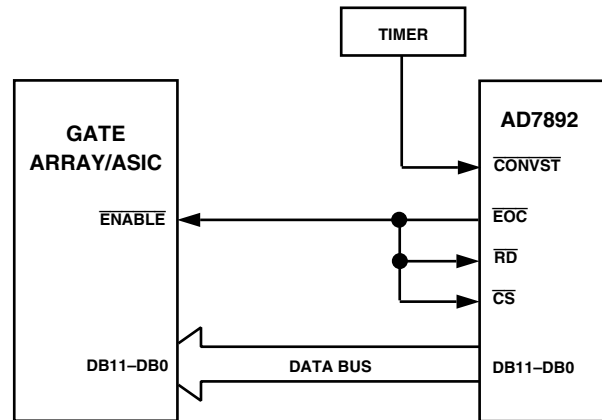 TIMER
GATE
ARRAY/ASIC
AD7892
CONVST
ENABLE
EOC
RD
CS
DB11–DB0
DATA BUS
DB11–DB0